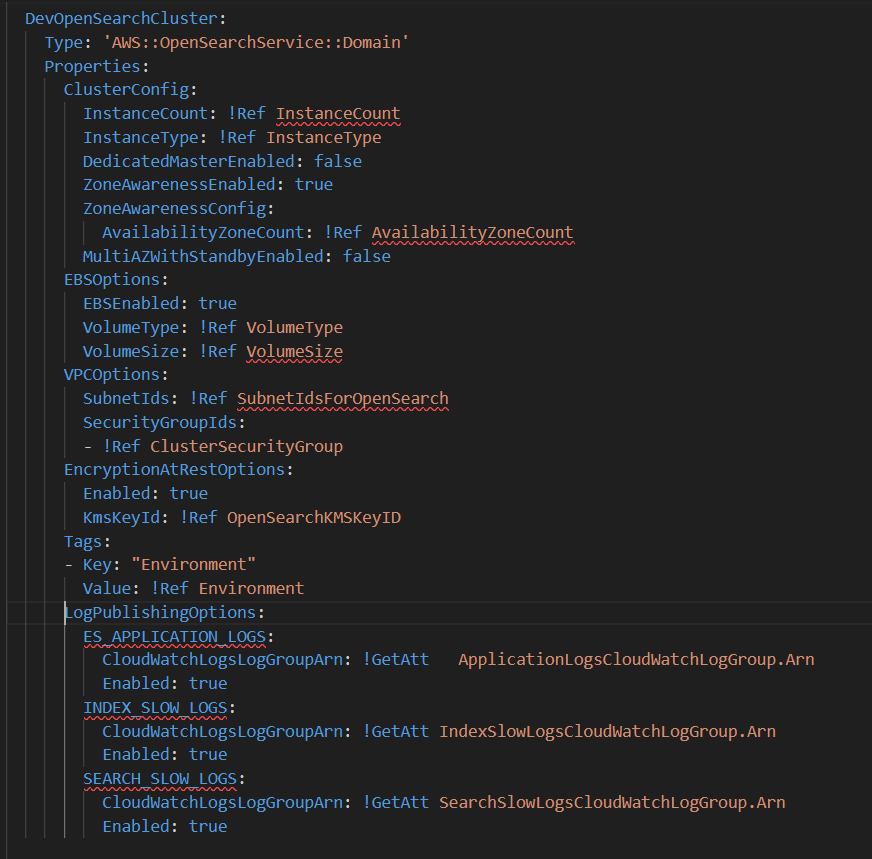 DevOpenSearchCluster:
  Type: 'AWS::OpenSearchService::Domain'
  Properties:
    ClusterConfig:
      InstanceCount: !Ref InstanceCount
      InstanceType: !Ref InstanceType
      DedicatedMasterEnabled: false
      ZoneAwarenessEnabled: true
      ZoneAwarenessConfig:
        AvailabilityZoneCount: !Ref AvailabilityZoneCount
      MultiAZWithStandbyEnabled: false
    EBSOptions:
      EBSEnabled: true
      VolumeType: !Ref VolumeType
      VolumeSize: !Ref VolumeSize
    VPCOptions:
      SubnetIds: !Ref SubnetIdsForOpenSearch
      SecurityGroupIds:
      - !Ref ClusterSecurityGroup
    EncryptionAtRestOptions:
      Enabled: true
      KmsKeyId: !Ref OpenSearchKMSKeyID
    Tags:
    - Key: "Environment"
      Value: !Ref Environment
    LogPublishingOptions:
      ES_APPLICATION_LOGS:
        CloudWatchLogsLogGroupArn: !GetAtt   ApplicationLogsCloudWatchLogGroup.Arn
        Enabled: true
      INDEX_SLOW_LOGS:
        CloudWatchLogsLogGroupArn: !GetAtt IndexSlowLogsCloudWatchLogGroup.Arn
        Enabled: true
      SEARCH_SLOW_LOGS:
        CloudWatchLogsLogGroupArn: !GetAtt SearchSlowLogsCloudWatchLogGroup.Arn
        Enabled: true